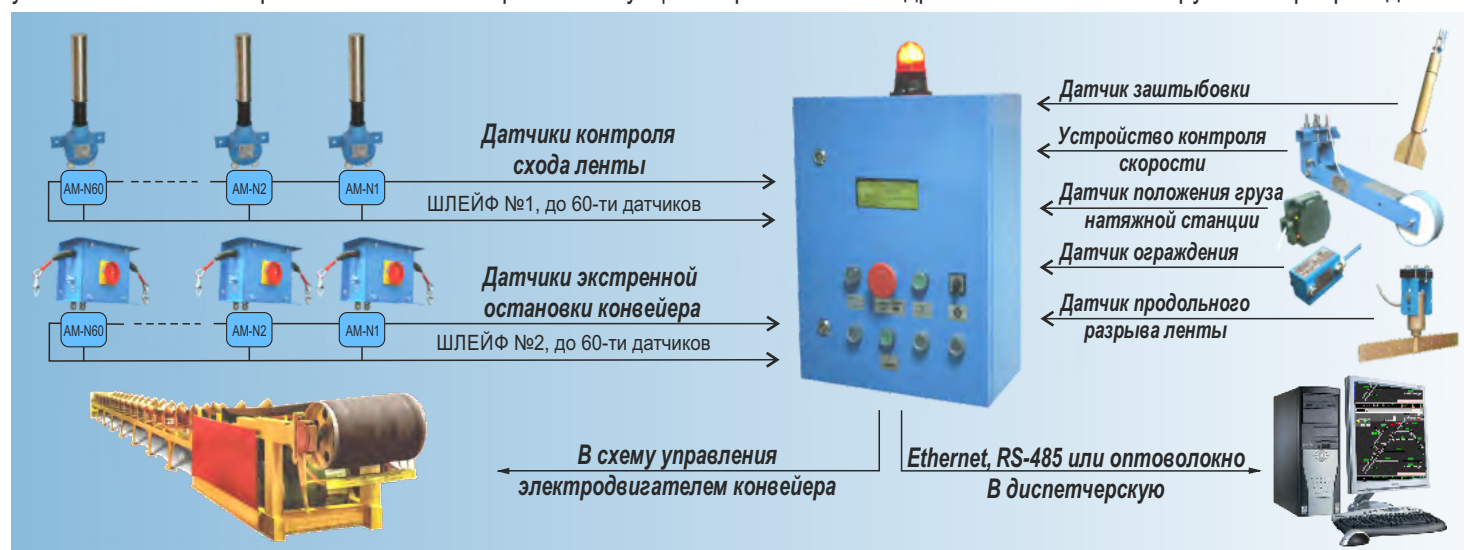 Датчики контроля
схода ленты
AM-N60
AM-N2
AM-N1
ШЛЕЙФ №1, до 60-ти датчиков
Датчики экстренной
остановки конвейера
AM-N60
AM-N2
AM-N1
ШЛЕЙФ №2, до 60-ти датчиков
Датчик заштыбовки
Устройство контроля
скорости
Датчик положения груза
натяжной станции
Датчик ограждения
Датчик продольного
разрыва ленты
В схему управления
электродвигателем конвейера
Ethernet, RS-485 или оптоволокно
В диспетчерскую